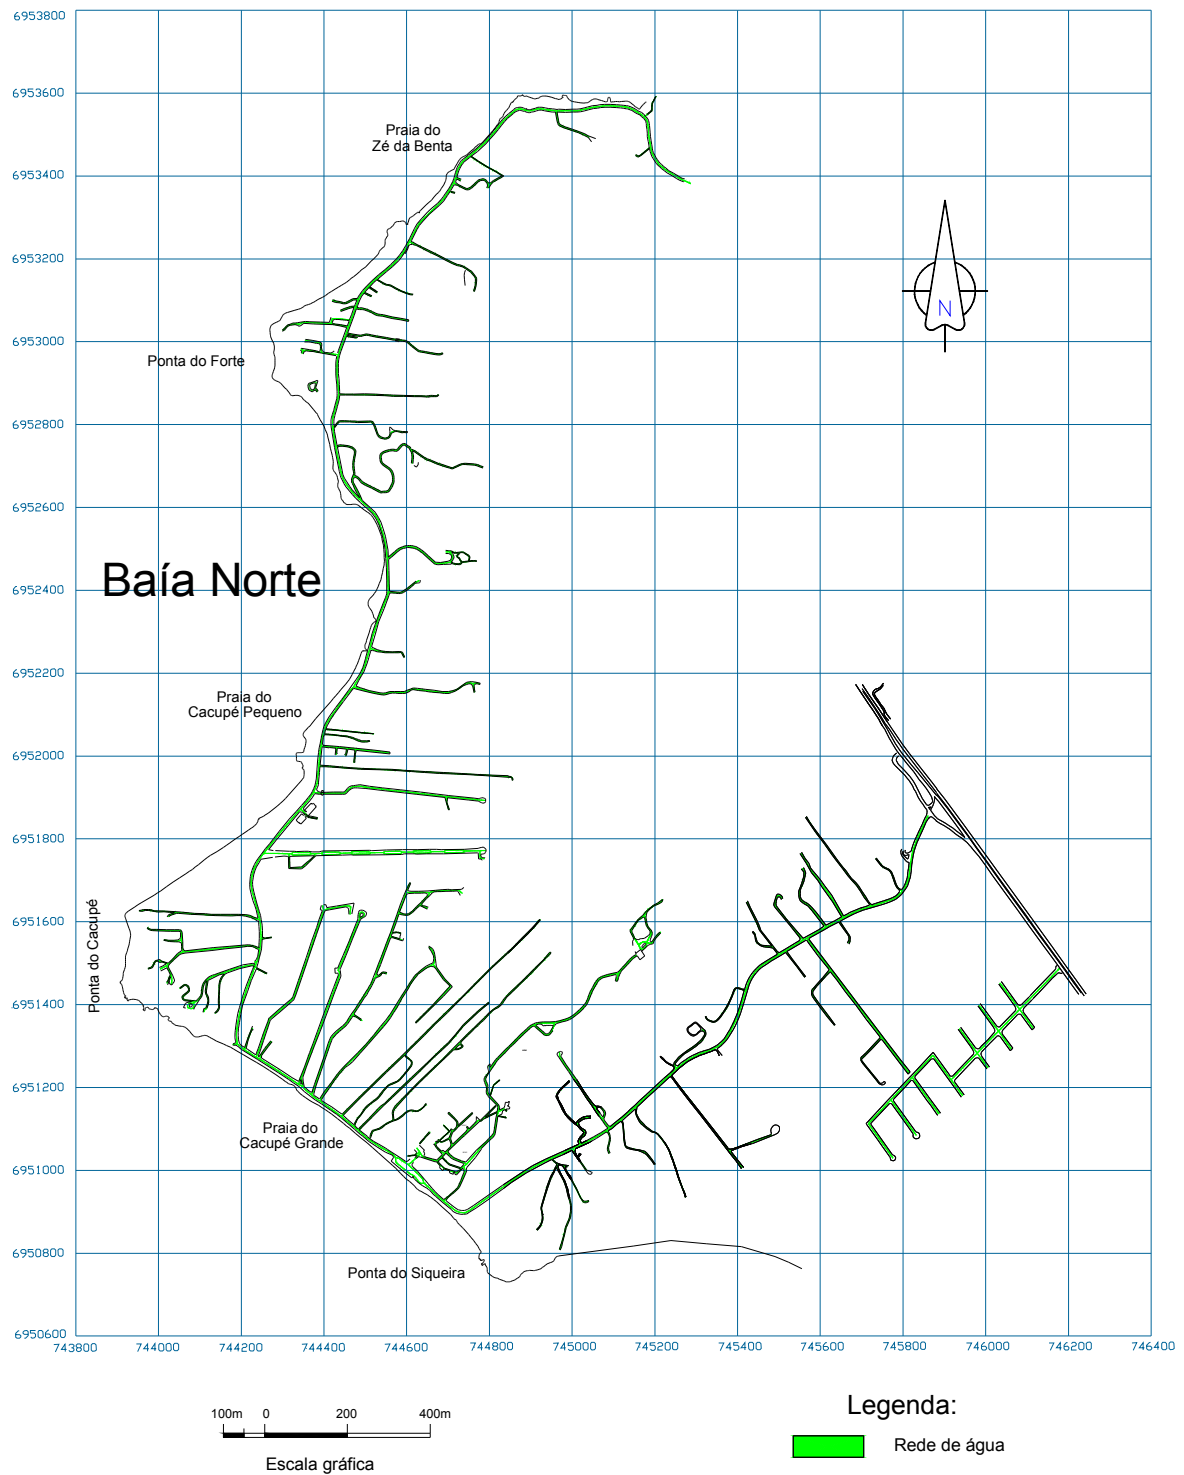 6953800
6953600
Praia do
Zé da Benta
6953400
6953200
N
6953000
Ponta do Forte
6952800
6952600
Baía Norte
6952400
6952200
Praia do
Cacupé Pequeno
6952000
6951800
Ponta do Cacupé
6951600
6951400
6951200
Praia do
Cacupé Grande
6951000
6950800
Ponta do Siqueira
6950600
743800 744000 744200 744400 744600 744800 745000 745200 745400 745600 745800 746000 746200 746400
Legenda:
100m 0 200 400m
Rede de água
Escala gráfica